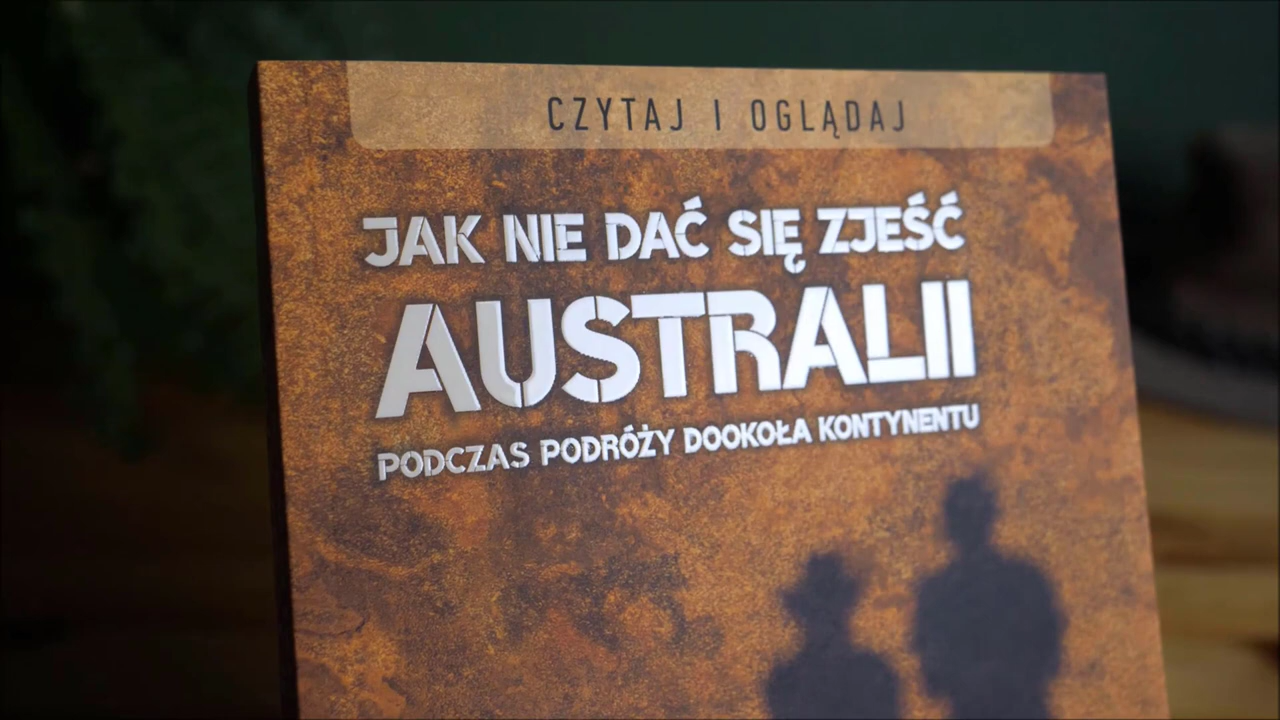 CZYTAJ I OGLĄDAJ
JAK NIE DAĆ SIĘ ZJEŚĆ
AUSTRALII
PODCZAS PODRÓŻY DOOKOŁA KONTYNENTU